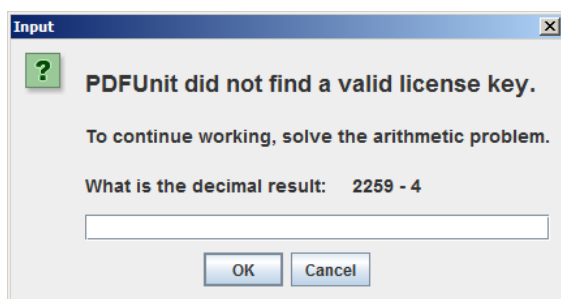 Input
?
PDFUnit did not find a valid license key.
To continue working, solve the arithmetic problem.
What is the decimal result: 2259 - 4
OK Cancel